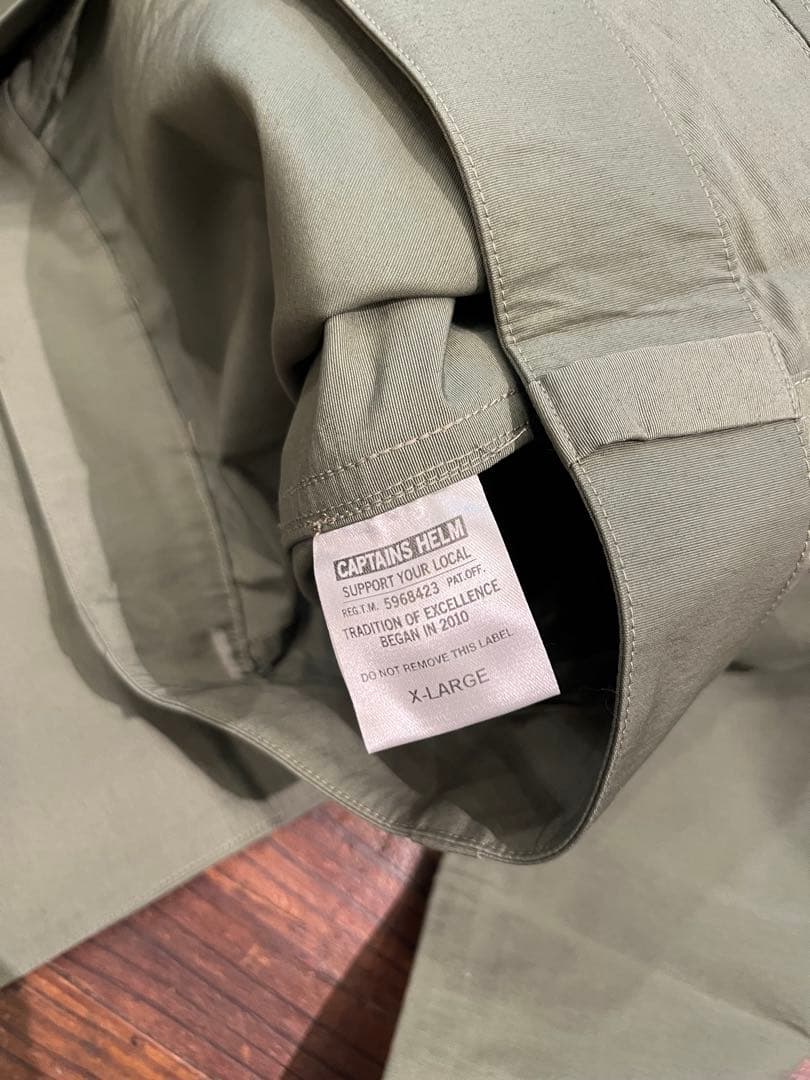 CAPTAINS HELM
SUPPORT YOUR LOCAL
REG.T.M. 5968423 PAT.OFF.
TRADITION OF EXCELLENCE
BEGAN IN 2010
DO NOT REMOVE THIS LABEL
X-LARGE